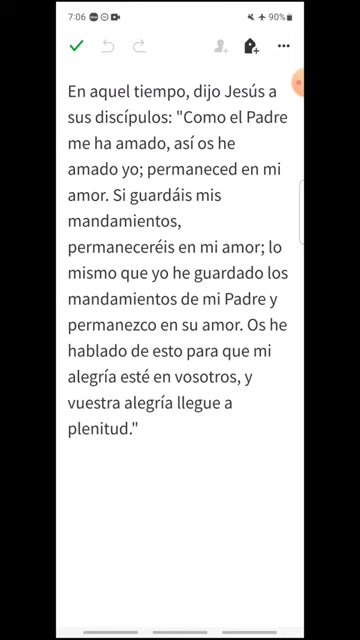 7:06 90%
En aquel tiempo, dijo Jesús a
sus discípulos: "Como el Padre
me ha amado, así os he
amado yo; permaneced en mi
amor. Si guardáis mis
mandamientos,
permaneceréis en mi amor; lo
mismo que yo he guardado los
mandamientos de mi Padre y
permanezco en su amor. Os he
hablado de esto para que mi
alegría esté en vosotros, y
vuestra alegría llegue a
plenitud."